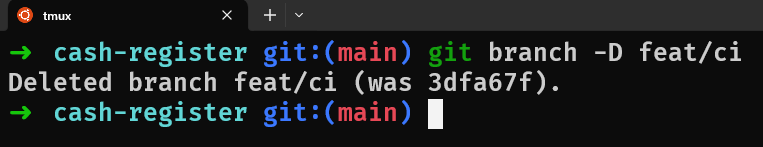 tmux
➜ cash-register git:(main) git branch -D feat/ci
Deleted branch feat/ci (was 3dfa67f).
➜ cash-register git:(main)